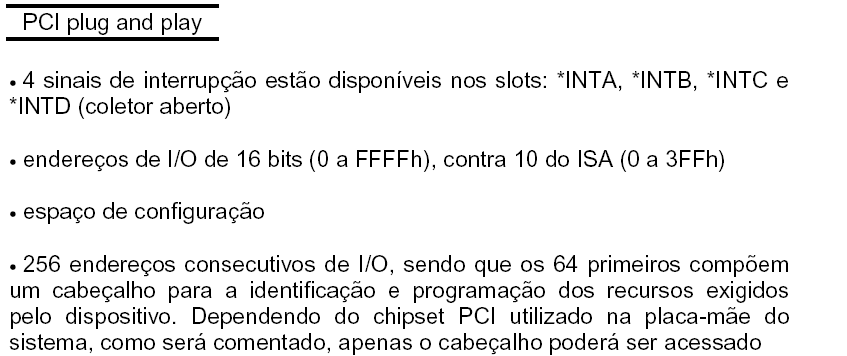 PCI plug and play
• 4 sinais de interrupção estão disponíveis nos slots: *INTA, *INTB, *INTC e
*INTD (coletor aberto)
• endereços de I/O de 16 bits (0 a FFFFh), contra 10 do ISA (0 a 3FFh)
• espaço de configuração
• 256 endereços consecutivos de I/O, sendo que os 64 primeiros compõem
um cabeçalho para a identificação e programação dos recursos exigidos
pelo dispositivo. Dependendo do chipset PCI utilizado na placa-mãe do
sistema, como será comentado, apenas o cabeçalho poderá ser acessado